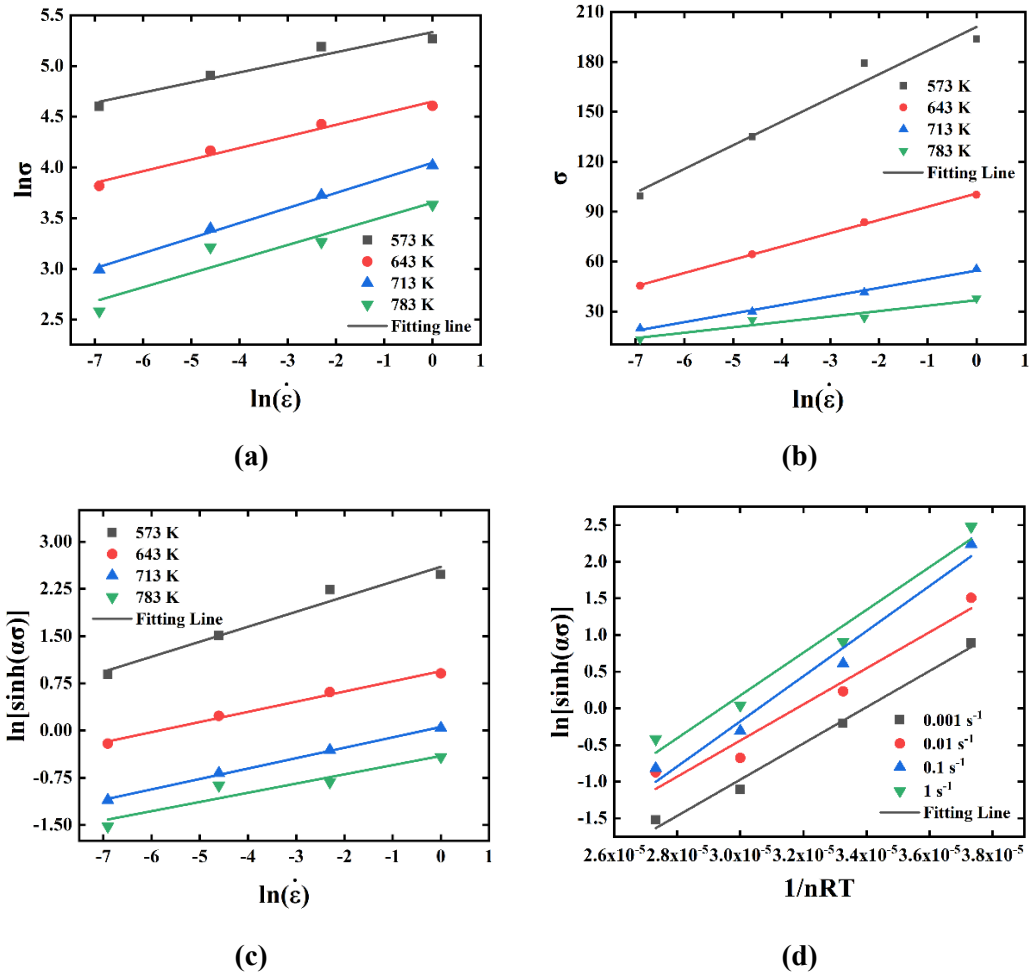 5.5
5.0
4.5
4.0
3.5
3.0
2.5
lnσ
573 K
643 K
713 K
783 K
Fitting line
-7 -6 -5 -4 -3 -2 -1 0 1
ln(ε̇)
(a)
210
180
150
120
90
60
30
σ
573 K
643 K
713 K
783 K
Fitting Line
-7 -6 -5 -4 -3 -2 -1 0 1
ln(ε̇)
(b)
3.00
2.25
1.50
0.75
0.00
-0.75
-1.50
ln[sinh(ασ)]
573 K
643 K
713 K
783 K
Fitting Line
-7 -6 -5 -4 -3 -2 -1 0 1
ln(ε̇)
(c)
2.5
2.0
1.5
1.0
0.5
0.0
-0.5
-1.0
-1.5
ln[sinh(ασ)]
0.001 s⁻¹
0.01 s⁻¹
0.1 s⁻¹
1 s⁻¹
Fitting Line
2.6x10⁻⁵ 2.8x10⁻⁵ 3.0x10⁻⁵ 3.2x10⁻⁵ 3.4x10⁻⁵ 3.6x10⁻⁵ 3.8x10⁻⁵
1/nRT
(d)